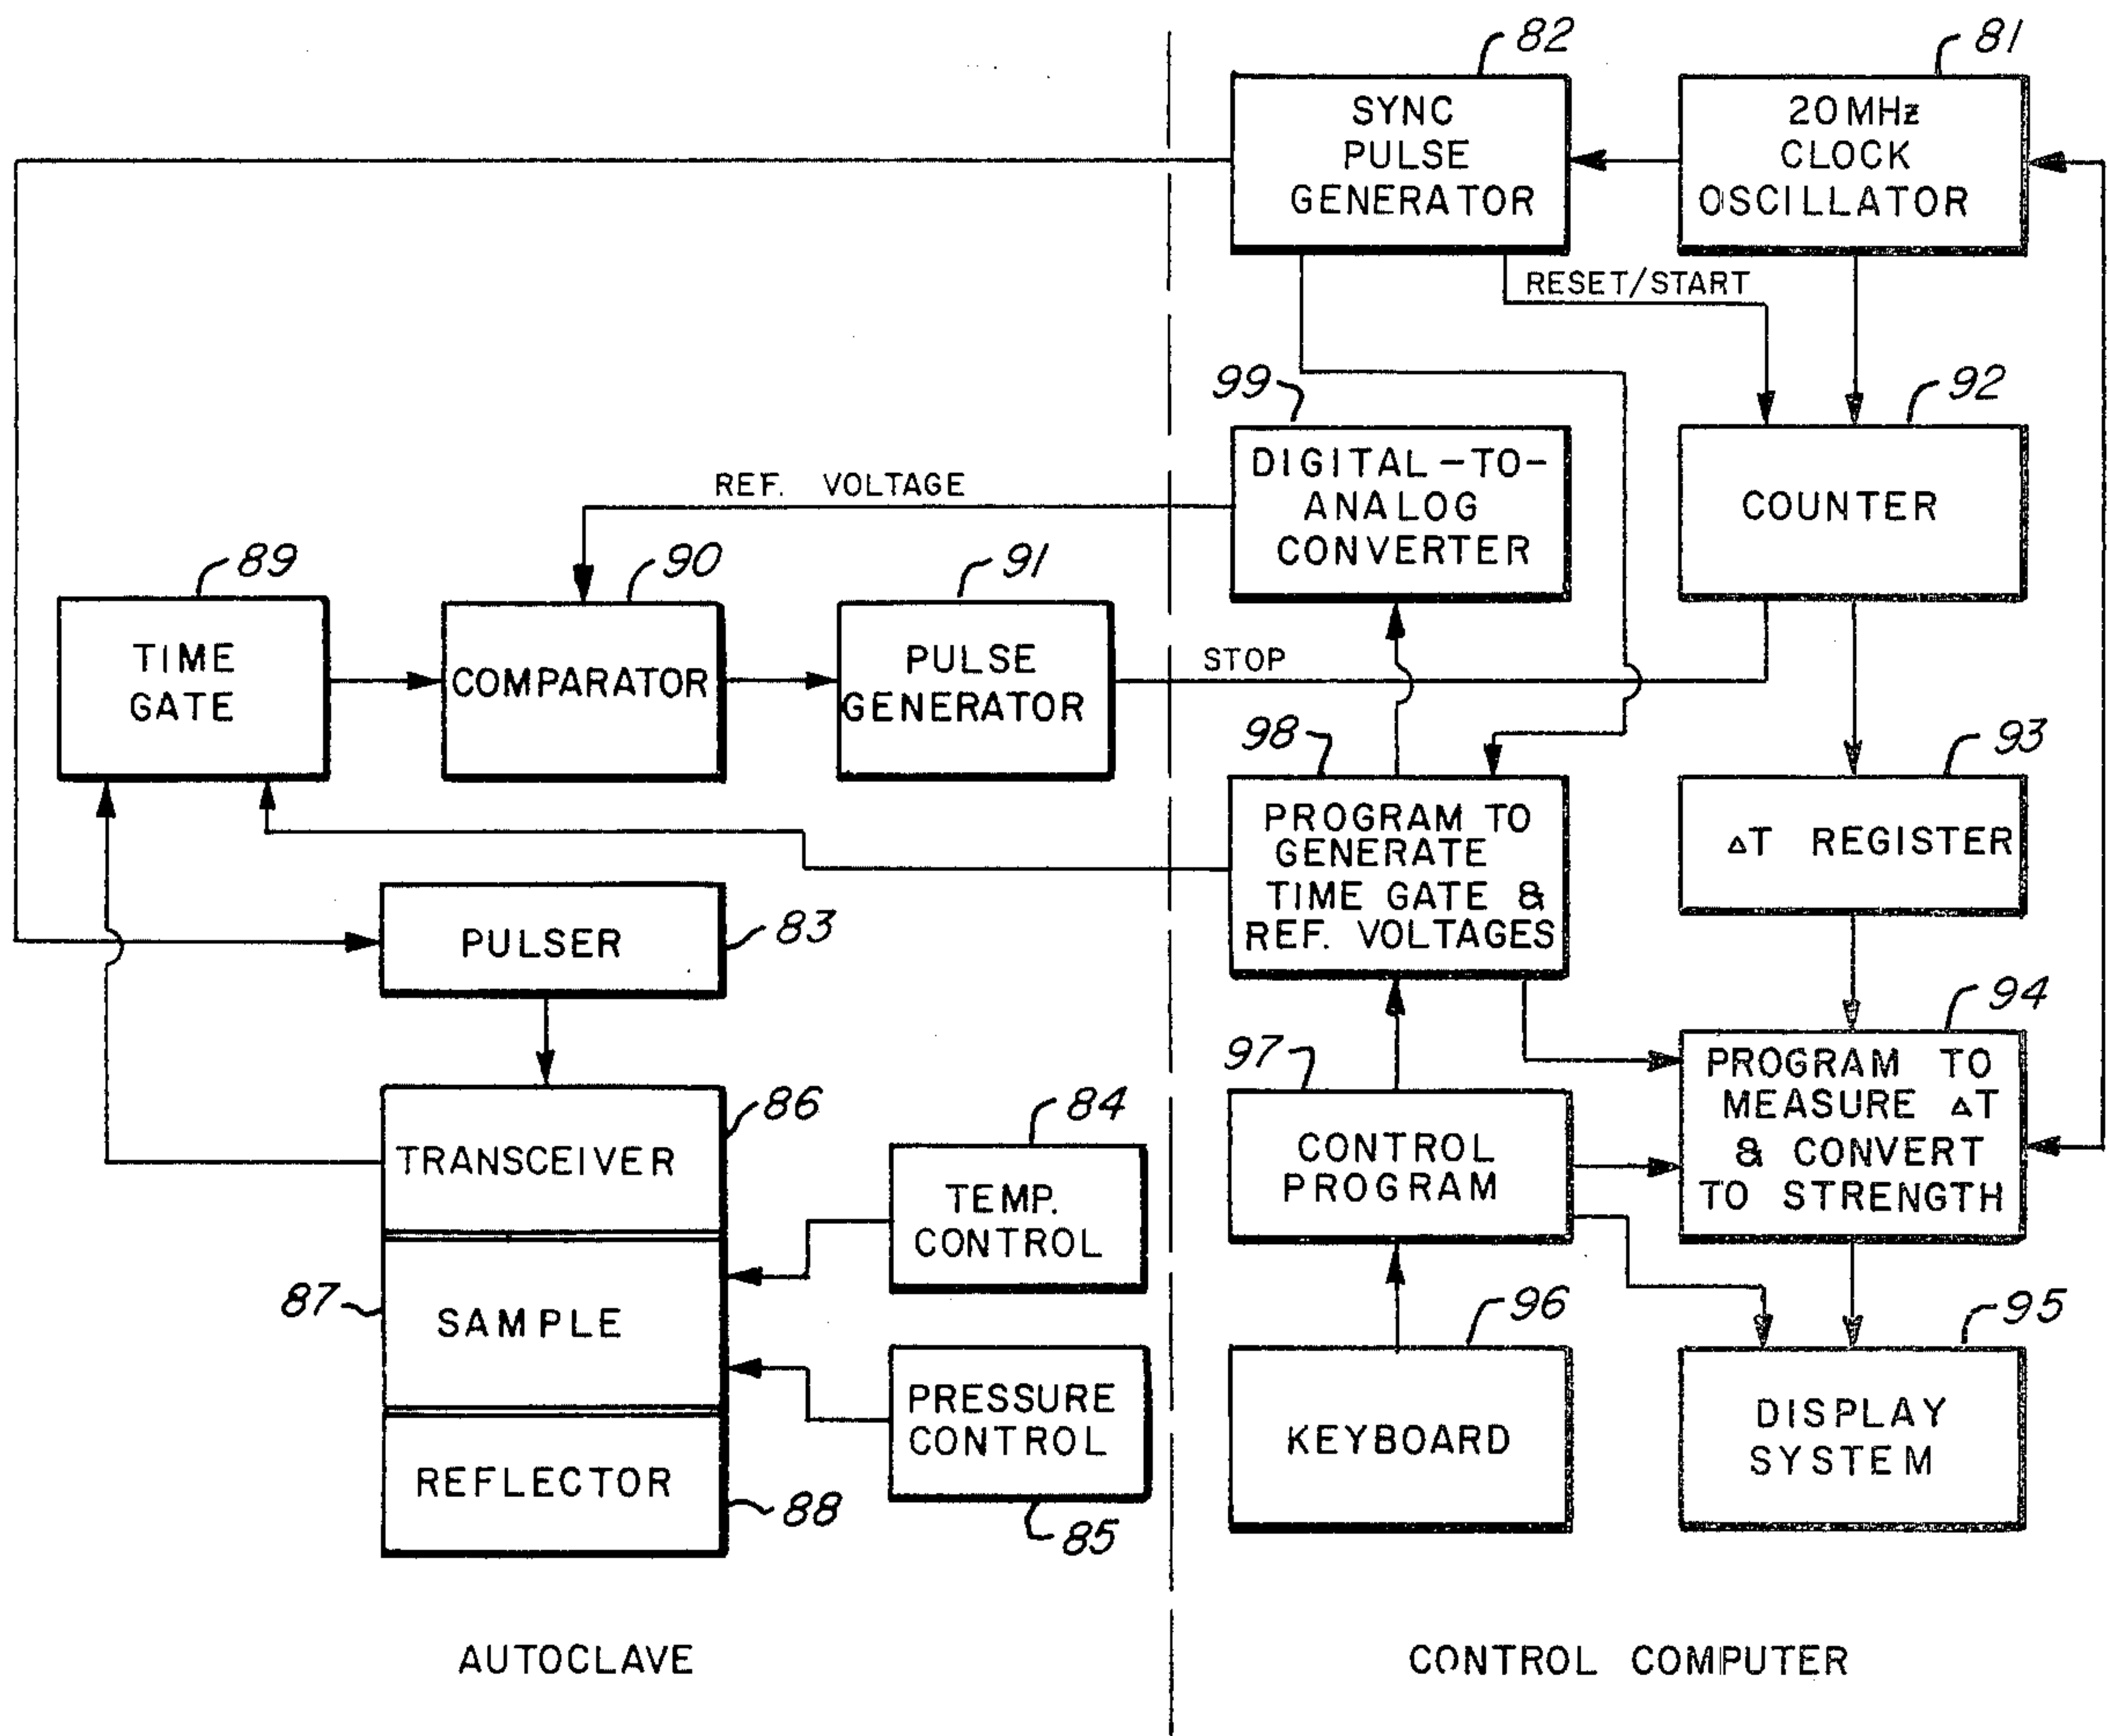 82
81
SYNC
PULSE
GENERATOR
20 MHz
CLOCK
OSCILLATOR
RESET/START
99
92
DIGITAL-TO-
ANALOG
CONVERTER
COUNTER
REF. VOLTAGE
89
90
91
TIME
GATE
COMPARATOR
PULSE
GENERATOR
STOP
98
93
PROGRAM TO
GENERATE
TIME GATE &
REF. VOLTAGES
ΔT REGISTER
PULSER
83
94
97
PROGRAM TO
MEASURE ΔT
& CONVERT
TO STRENGTH
86
84
TRANSCEIVER
CONTROL
PROGRAM
TEMP.
CONTROL
87
SAMPLE
96
95
PRESSURE
CONTROL
KEYBOARD
DISPLAY
SYSTEM
REFLECTOR
88
85
AUTOCLAVE
CONTROL COMPUTER